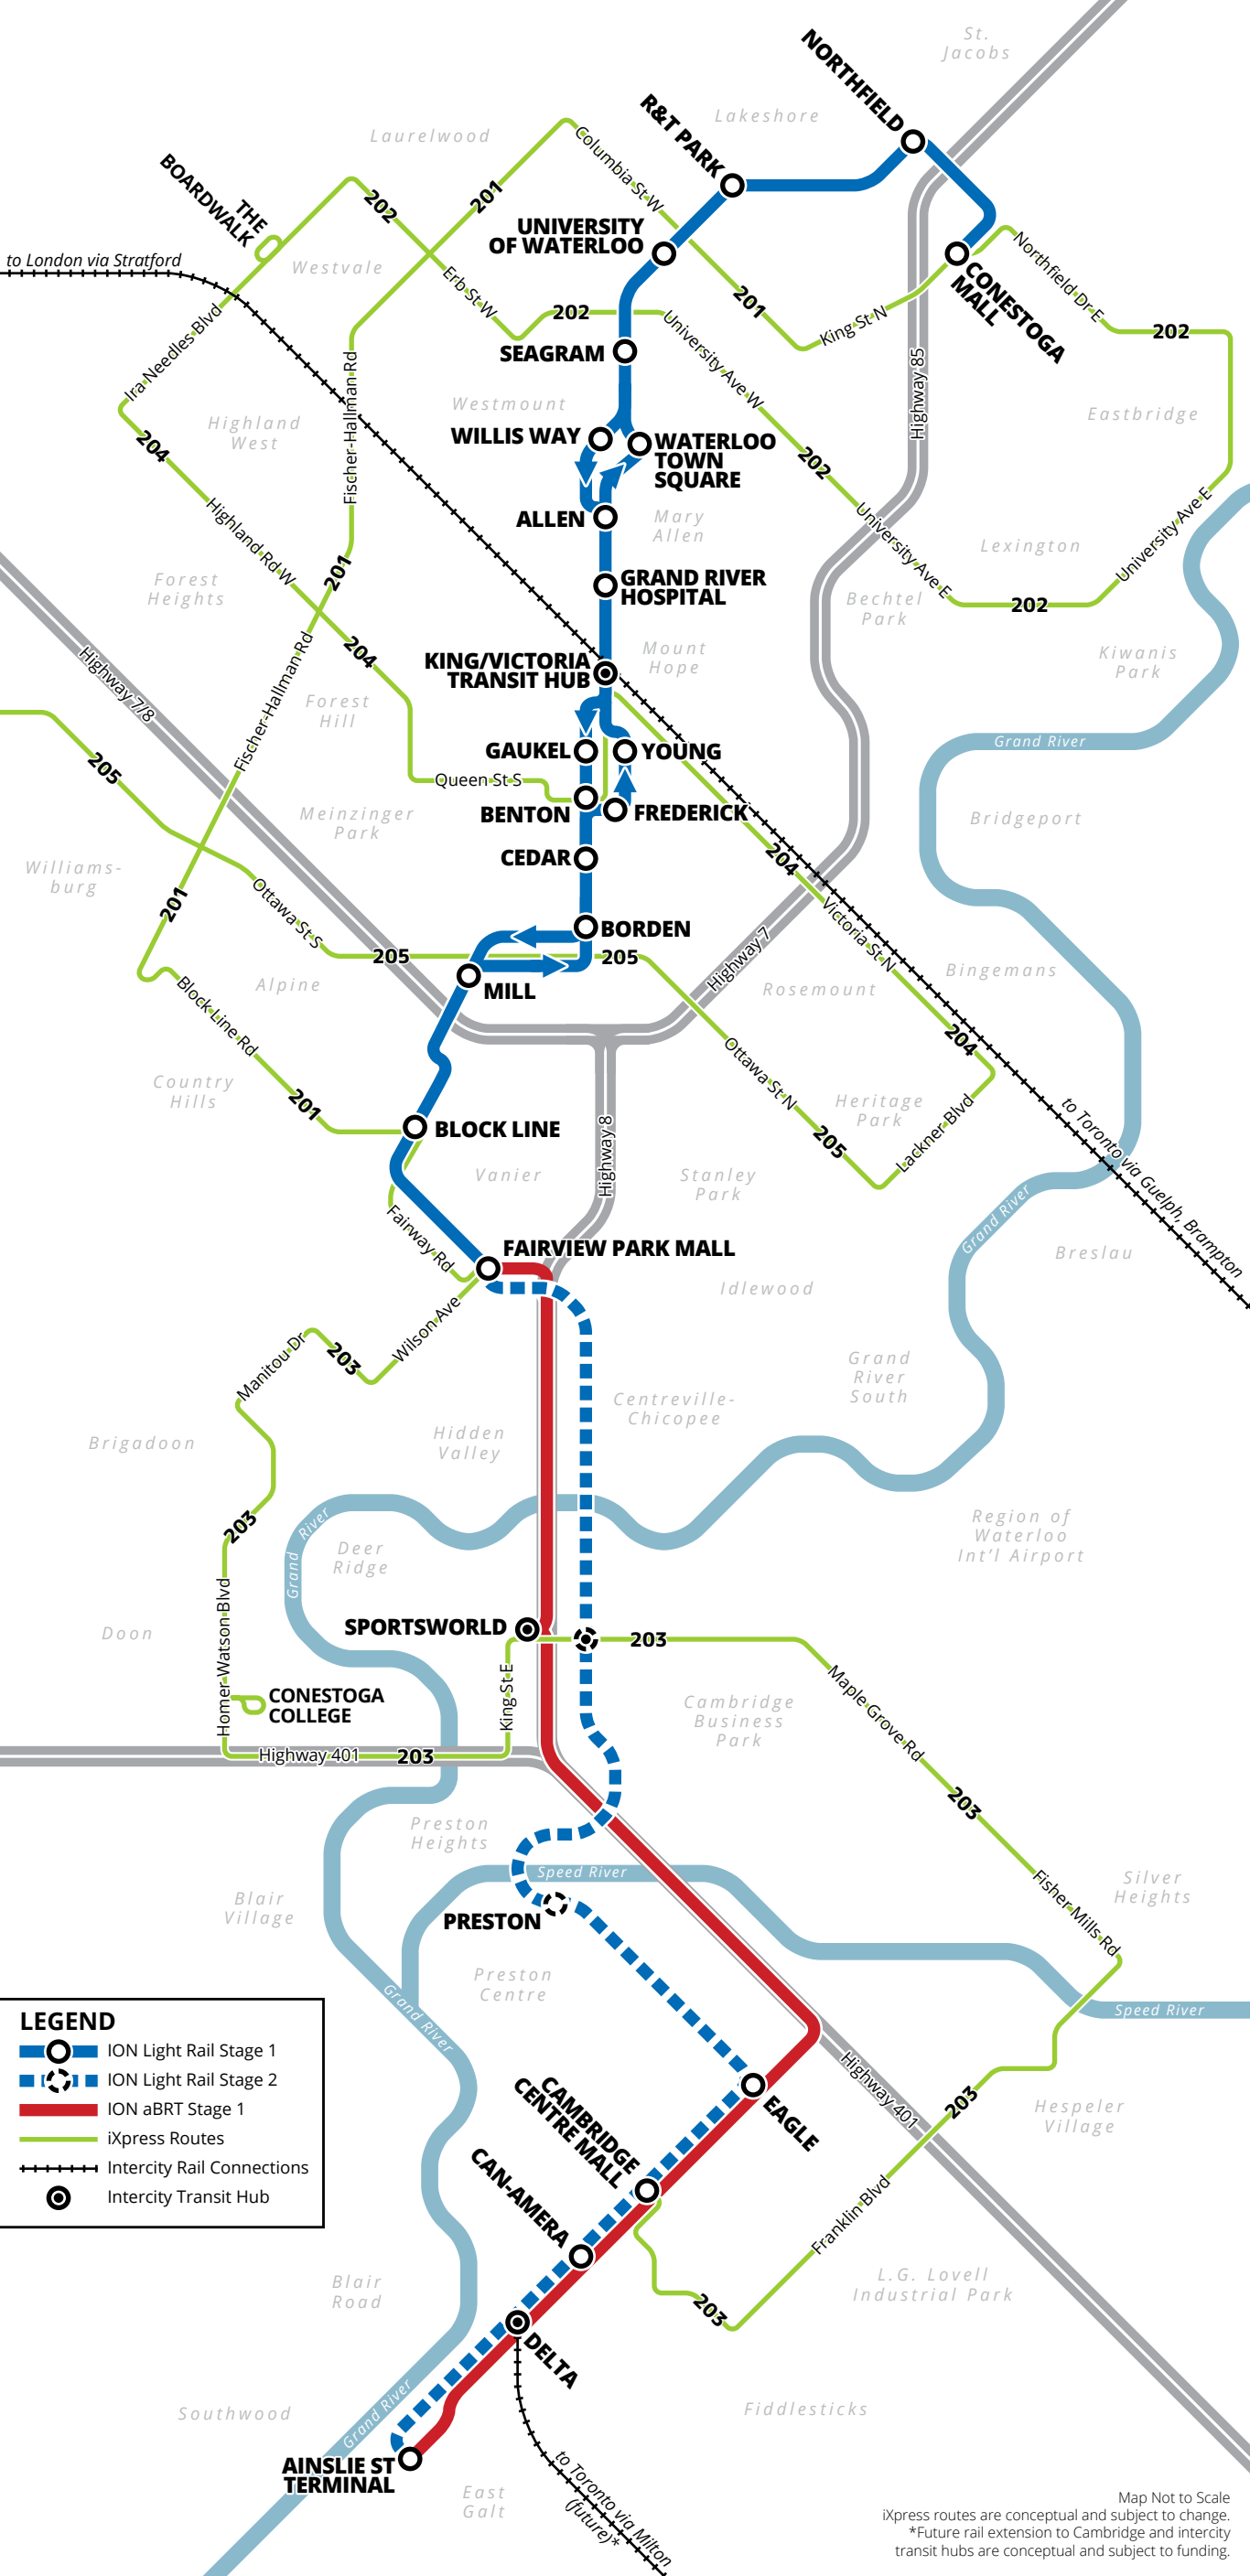 St.
Jacobs
NORTHFIELD
Lakeshore
R&T PARK
Laurelwood
Columbia St W
THE
BOARDWALK
202
201
UNIVERSITY
OF WATERLOO
to London via Stratford
Westvale
Erb St W
202
201
King St N
CONESTOGA
MALL
Northfield Dr E
202
Ira Needles Blvd
SEAGRAM
University Ave W
Highway 85
Fischer-Hallman Rd
Westmount
Eastbridge
Highland
West
WILLIS WAY
WATERLOO
TOWN
SQUARE
204
202
Highland Rd W
ALLEN
Mary
Allen
University Ave E
Lexington
University Ave E
201
Forest
Heights
GRAND RIVER
HOSPITAL
Bechtel
Park
202
204
Fischer-Hallman Rd
KING/VICTORIA
TRANSIT HUB
Mount
Hope
Kiwanis
Park
Highway 7/8
Forest
Hill
Grand River
205
GAUKEL
YOUNG
Queen St S
Meinzinger
Park
BENTON
FREDERICK
Bridgeport
CEDAR
204
Williams-
burg
201
Ottawa St S
Victoria St N
BORDEN
205
205
Highway 7
Bingemans
Alpine
MILL
Rosemount
Block Line Rd
204
Ottawa St N
Country
Hills
201
Heritage
Park
Lackner Blvd
to Toronto via Guelph, Brampton
BLOCK LINE
205
Highway 8
Vanier
Stanley
Park
Grand River
Fairway Rd
FAIRVIEW PARK MALL
Breslau
Idlewood
Wilson Ave
Manitou Dr
203
Grand
River
South
Centreville-
Chicopee
Brigadoon
Hidden
Valley
203
Grand River
Region of
Waterloo
Int'l Airport
Deer
Ridge
Homer Watson Blvd
Doon
SPORTSWORLD
203
King St E
Maple Grove Rd
CONESTOGA
COLLEGE
Cambridge
Business
Park
Highway 401
203
203
Preston
Heights
Speed River
Fisher Mills Rd
Silver
Heights
Blair
Village
PRESTON
Preston
Centre
Grand River
Speed River
LEGEND
ION Light Rail Stage 1
ION Light Rail Stage 2
ION aBRT Stage 1
iXpress Routes
Intercity Rail Connections
Intercity Transit Hub
Highway 401
203
EAGLE
Hespeler
Village
CAMBRIDGE
CENTRE MALL
CAN-AMERA
Franklin Blvd
Blair
Road
L.G. Lovell
Industrial Park
203
DELTA
Grand River
Southwood
Fiddlesticks
AINSLIE ST
TERMINAL
East
Galt
to Toronto via Milton
(future)*
Map Not to Scale
iXpress routes are conceptual and subject to change.
*Future rail extension to Cambridge and intercity
transit hubs are conceptual and subject to funding.